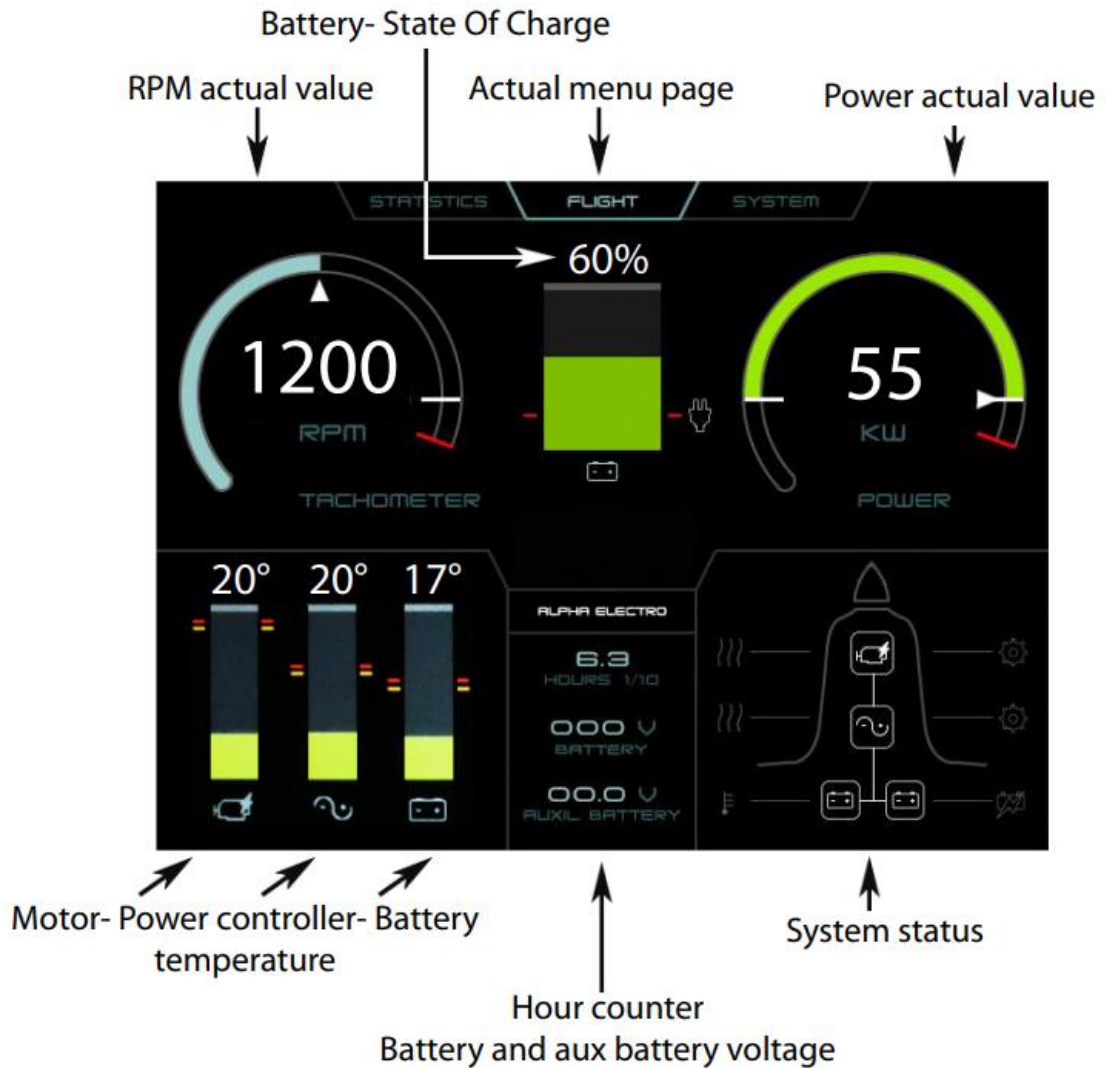 Battery- State Of Charge
RPM actual value
Actual menu page
Power actual value
STATISTICS
FLIGHT
SYSTEM
60%
1200
RPM
TACHOMETER
55
KW
POWER
20°
20°
17°
ALPHA ELECTRO
6.3
HOURS 1/10
000 V
BATTERY
00.0 V
AUXIL BATTERY
Motor- Power controller- Battery
temperature
System status
Hour counter
Battery and aux battery voltage